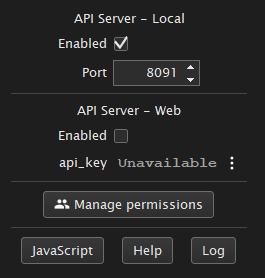 API Server – Local
Enabled
Port 8091
API Server – Web
Enabled
api_key Unavailable
Manage permissions
JavaScript Help Log